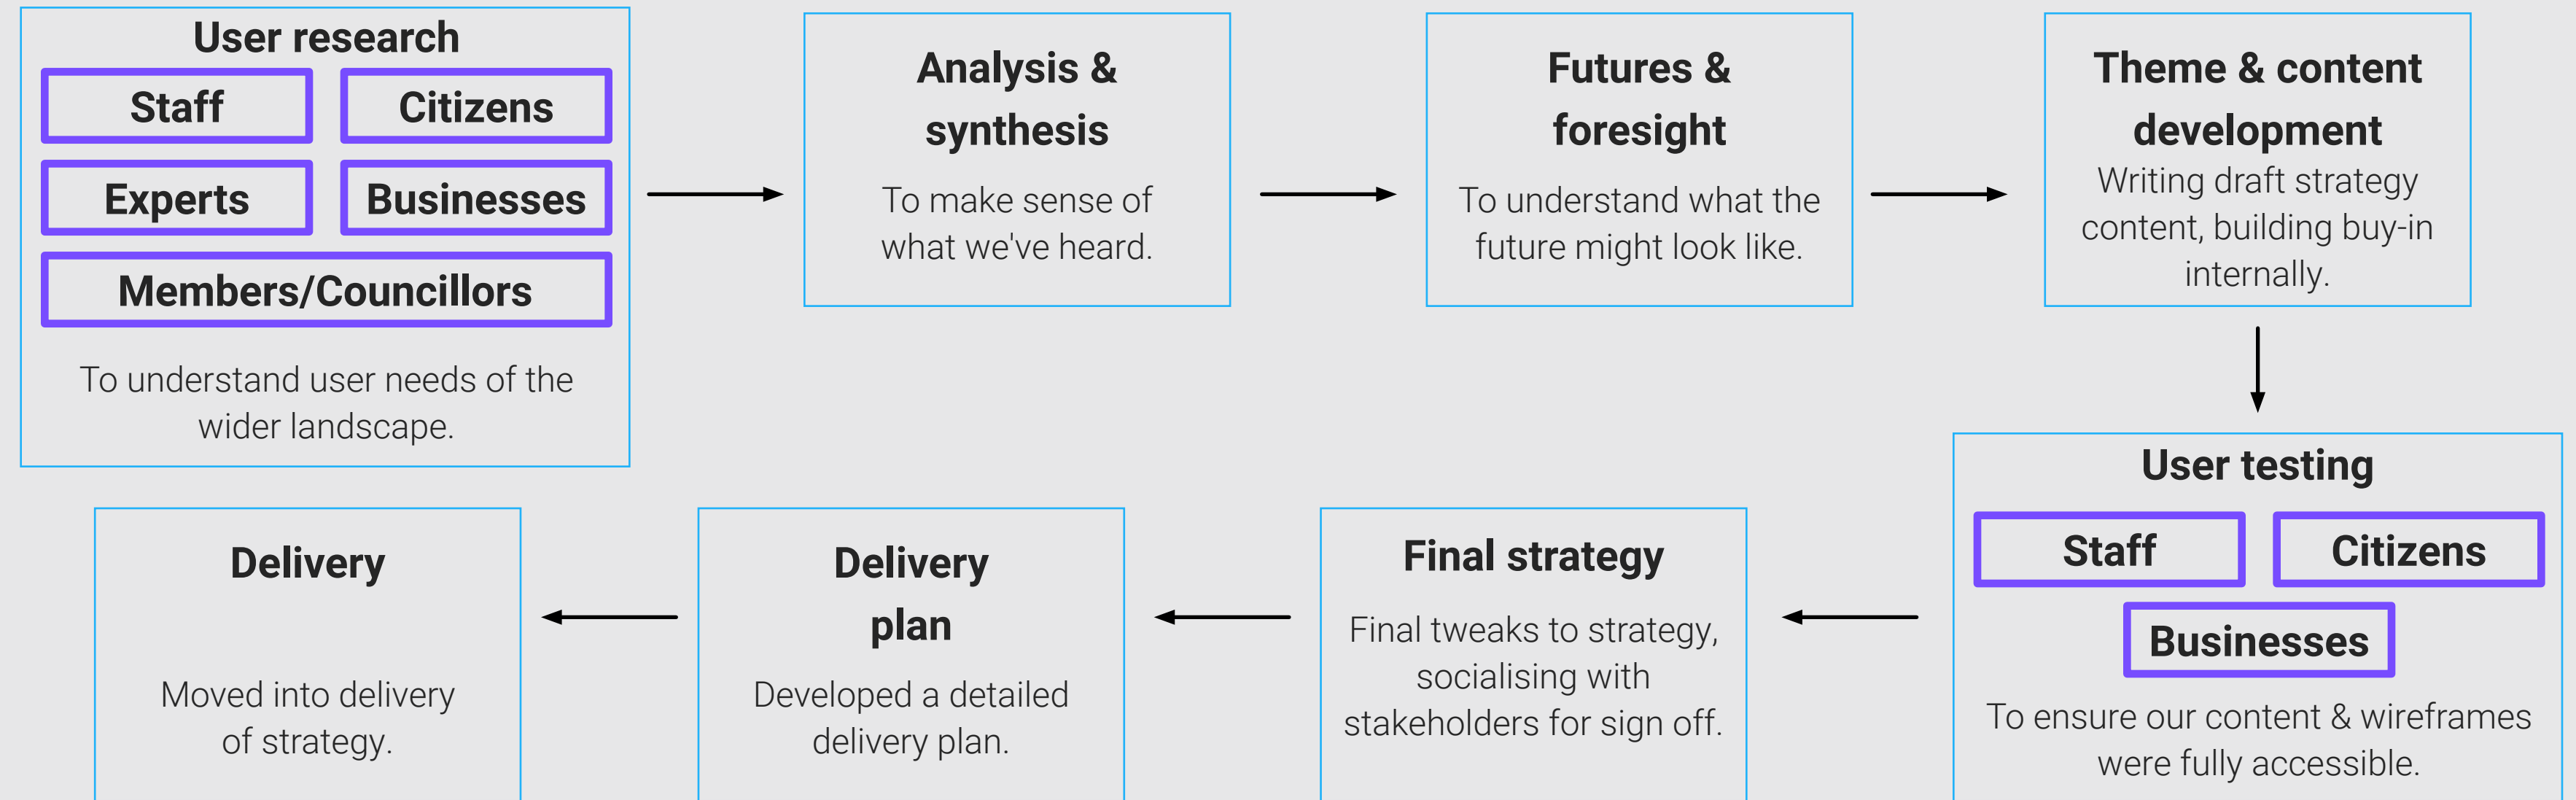 User research
Staff
Citizens
Experts
Businesses
Members/Councillors
To understand user needs of the
wider landscape.
Analysis &
synthesis
To make sense of
what we've heard.
Futures &
foresight
To understand what the
future might look like.
Theme & content
development
Writing draft strategy
content, building buy-in
internally.
User testing
Staff
Citizens
Businesses
To ensure our content & wireframes
were fully accessible.
Final strategy
Final tweaks to strategy,
socialising with
stakeholders for sign off.
Delivery
plan
Developed a detailed
delivery plan.
Delivery
Moved into delivery
of strategy.